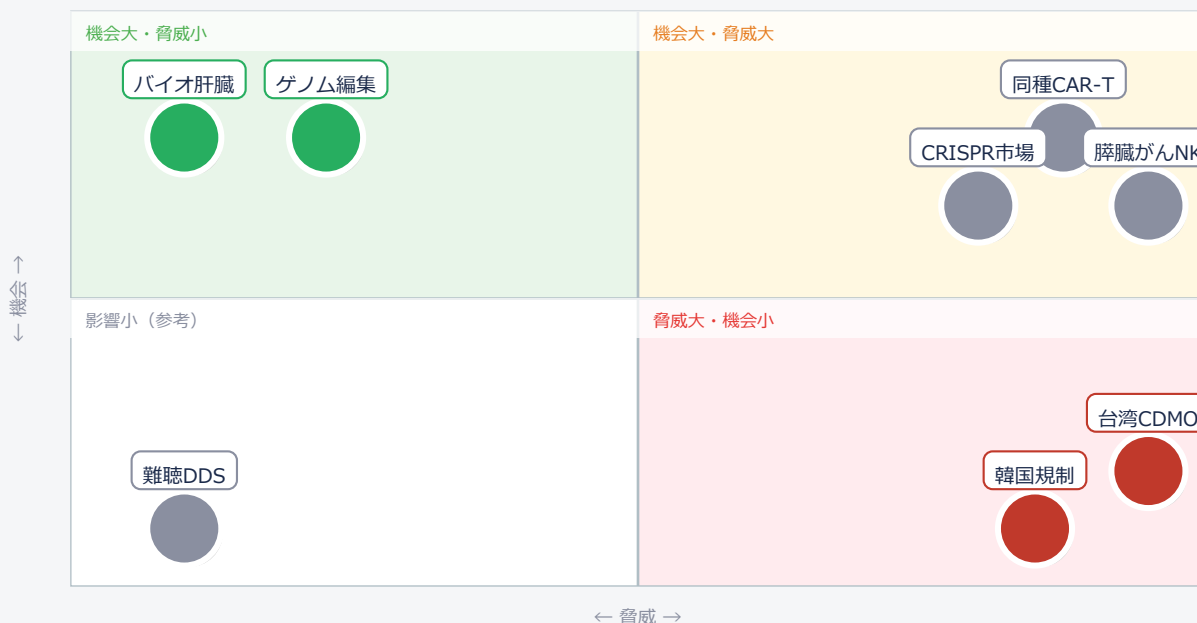 機会大・脅威小
機会大・脅威大
バイオ肝臓
ゲノム編集
同種CAR-T
CRISPR市場
膵臓がんNK
← 機会 →
影響小（参考）
脅威大・機会小
台湾CDMO
難聴DDS
韓国規制
← 脅威 →